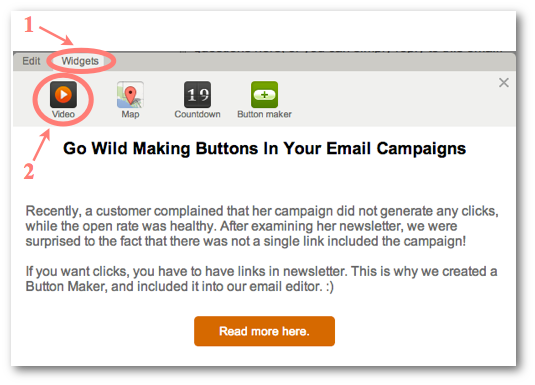 1
Edit Widgets
19
Video Map Countdown Button maker
2
Go Wild Making Buttons In Your Email Campaigns
Recently, a customer complained that her campaign did not generate any clicks,
while the open rate was healthy. After examining her newsletter, we were
surprised to the fact that there was not a single link included the campaign!
If you want clicks, you have to have links in newsletter. This is why we created a
Button Maker, and included it into our email editor. :)
Read more here.